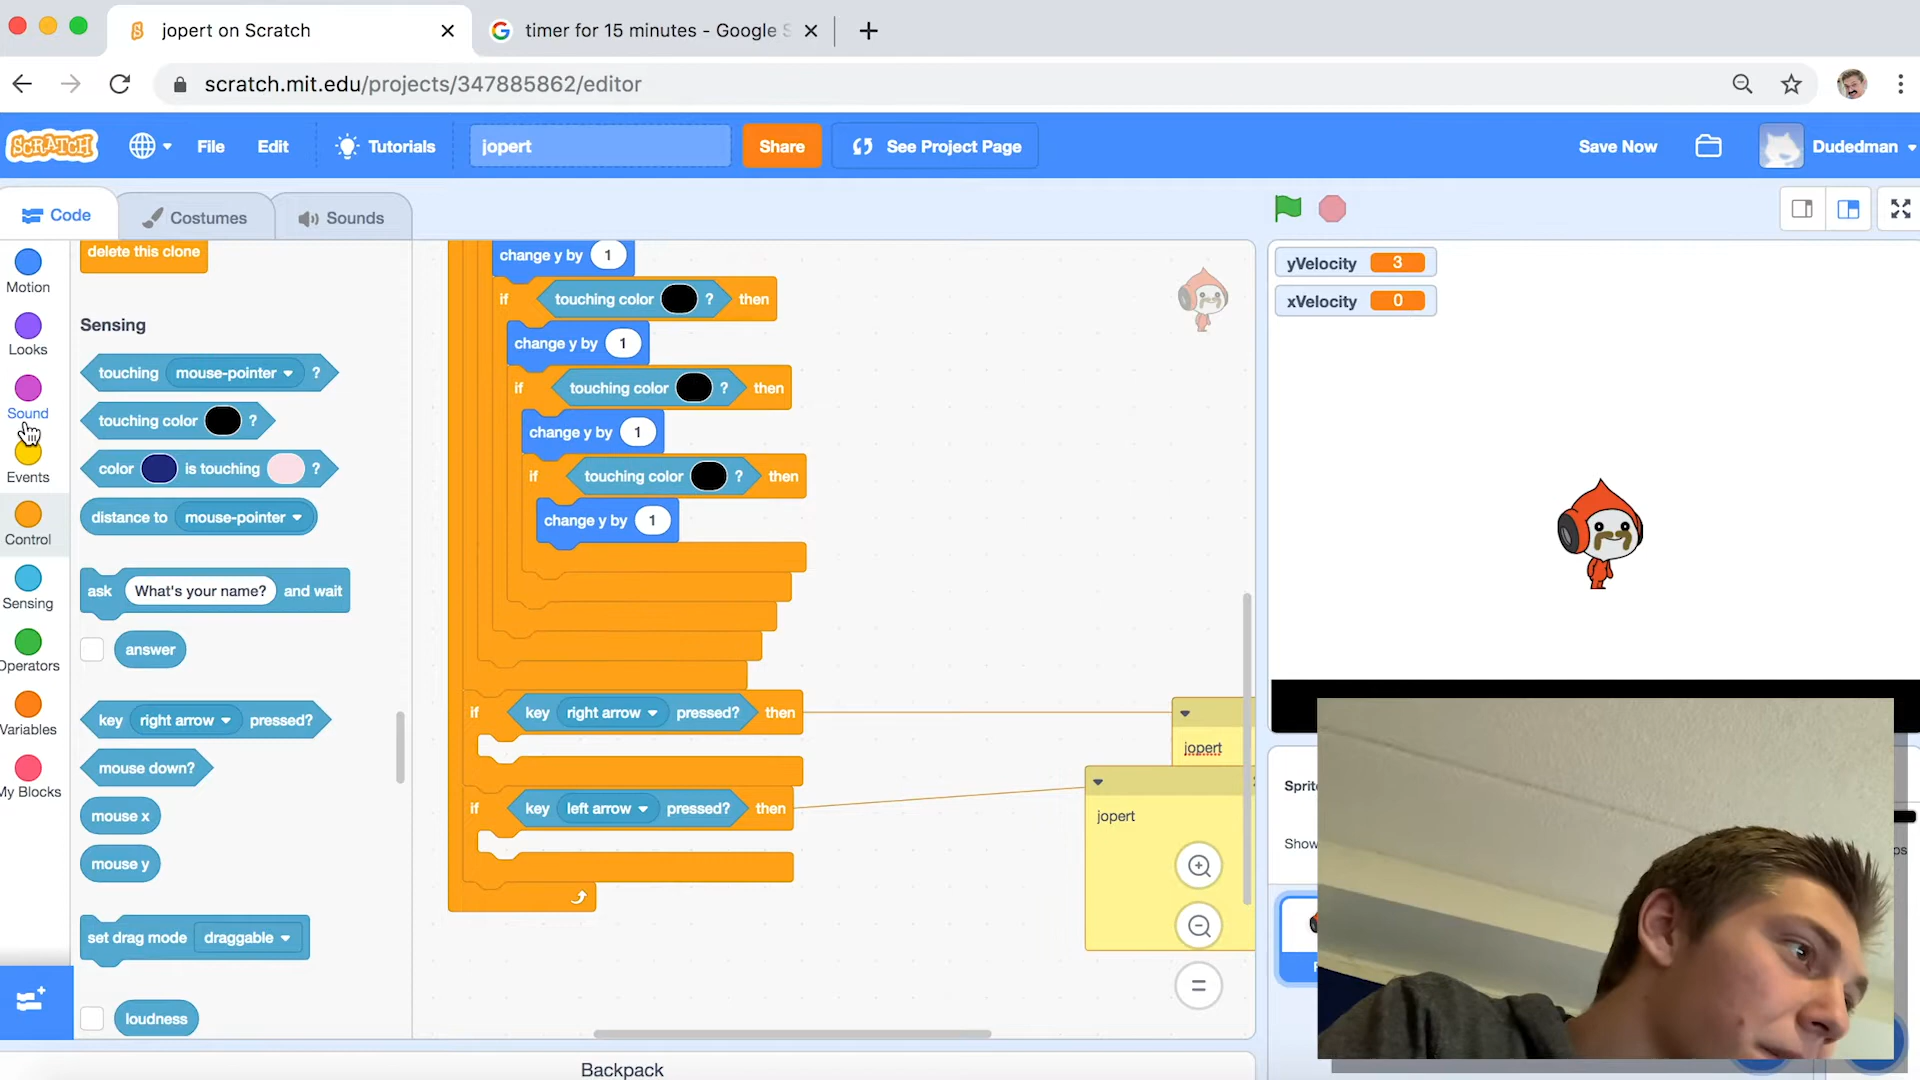 jopert on Scratch
timer for 15 minutes - Google S
scratch.mit.edu/projects/347885862/editor
SCRATCH
File
Edit
Tutorials
jopert
Share
See Project Page
Save Now
Dudedman
Code
Costumes
Sounds
Motion
Looks
Sound
Events
Control
Sensing
Operators
Variables
My Blocks
delete this clone
Sensing
touching mouse-pointer ?
touching color ?
color is touching ?
distance to mouse-pointer
ask What's your name? and wait
answer
key right arrow pressed?
mouse down?
mouse x
mouse y
set drag mode draggable
loudness
change y by 1
if touching color ? then
change y by 1
if touching color ? then
change y by 1
if touching color ? then
change y by 1
if key right arrow pressed? then
if key left arrow pressed? then
jopert
jopert
yVelocity 3
xVelocity 0
Sprite
Show
Backpack